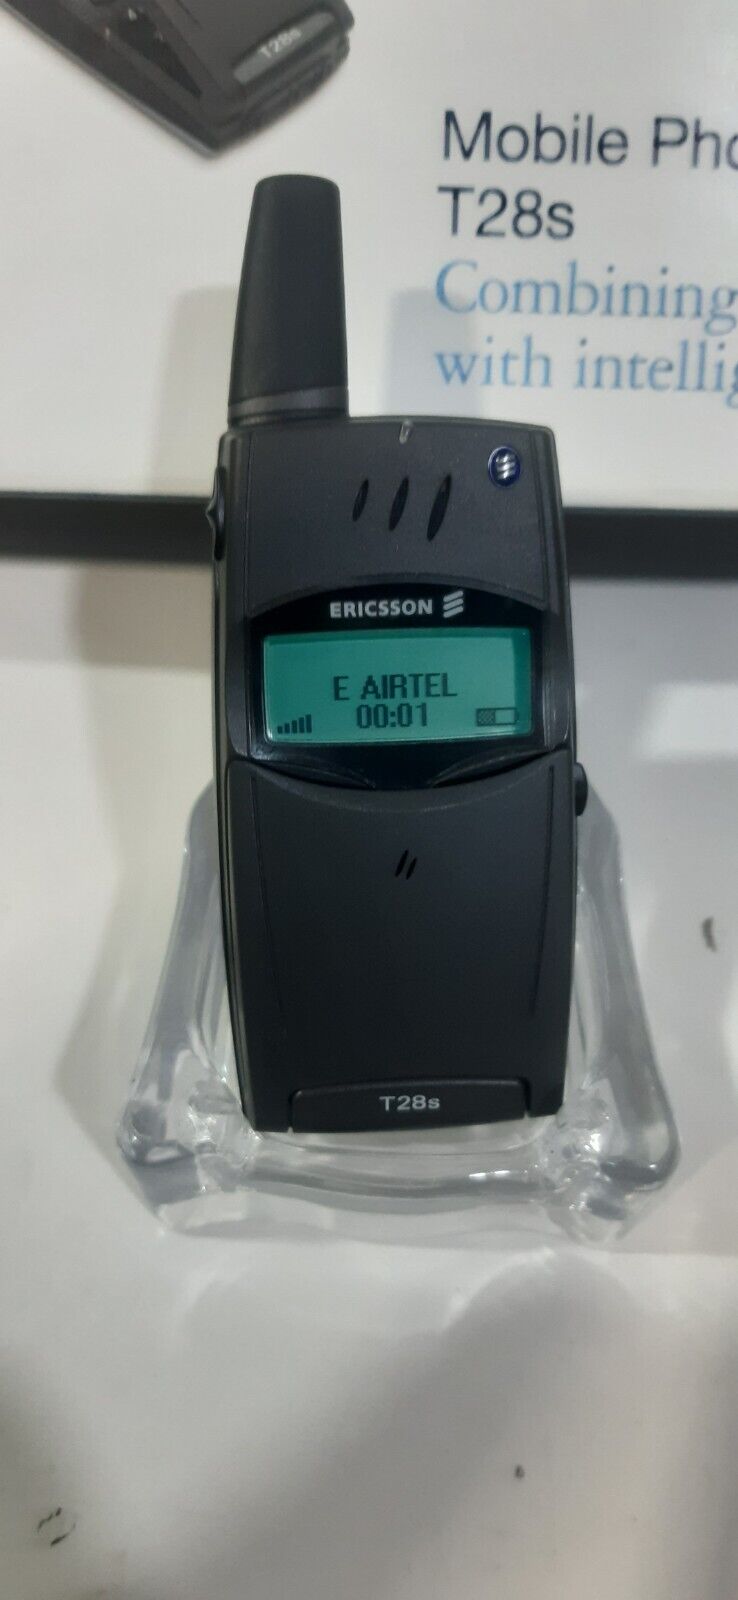 T28s
Mobile Pho
T28s
Combining
with intellig
ERICSSON
E AIRTEL
00:01
T28s